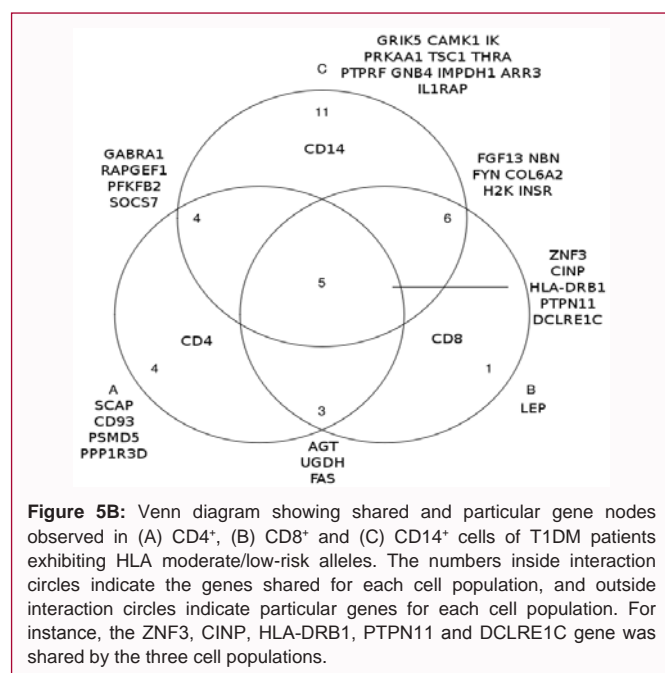 GRIK5 CAMK1 IK
PRKAA1 TSC1 THRA
C PTPRF GNB4 IMPDH1 ARR3
IL1RAP
11
CD14
GABRA1
RAPGEF1
PFKFB2
SOCS7
FGF13 NBN
FYN COL6A2
H2K INSR
4
6
ZNF3
CINP
HLA-DRB1
PTPN11
DCLRE1C
5
CD4
CD8
4
1
A
SCAP
CD93
PSMD5
PPP1R3D
B
LEP
3
AGT
UGDH
FAS
Figure 5B: Venn diagram showing shared and particular gene nodes
observed in (A) CD4⁺, (B) CD8⁺ and (C) CD14⁺ cells of T1DM patients
exhibiting HLA moderate/low-risk alleles. The numbers inside interaction
circles indicate the genes shared for each cell population, and outside
interaction circles indicate particular genes for each cell population. For
instance, the ZNF3, CINP, HLA-DRB1, PTPN11 and DCLRE1C gene was
shared by the three cell populations.